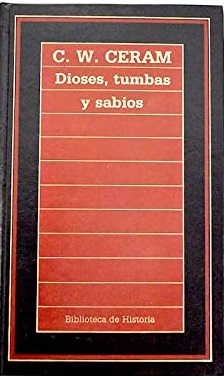 C. W. CERAM
Dioses, tumbas
y sabios
Biblioteca de Historia